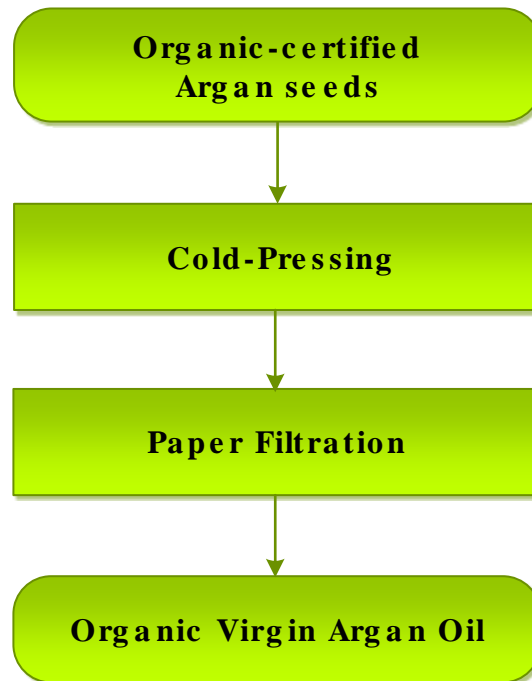 Organic-certified
Argan seeds
Cold-Pressing
Paper Filtration
Organic Virgin Argan Oil